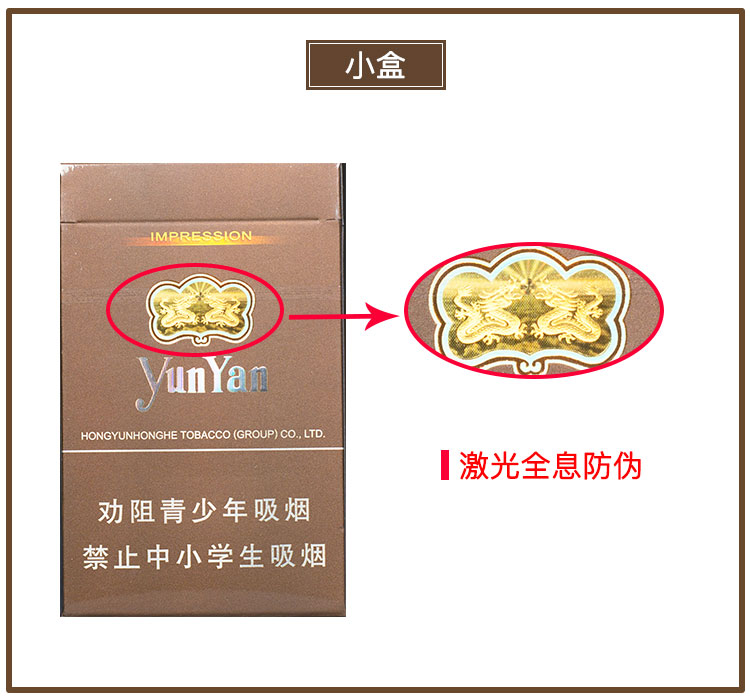 小盒
IMPRESSION
YunYan
HONGYUNHONGHE TOBACCO (GROUP) CO., LTD.
激光全息防伪
劝阻青少年吸烟
禁止中小学生吸烟